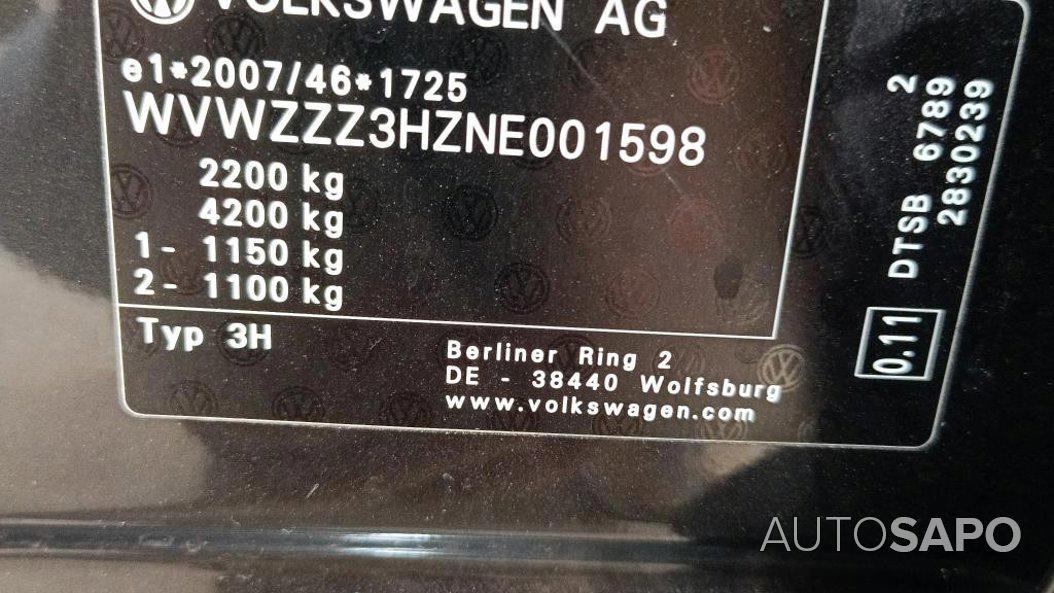 VOLKSWAGEN AG
e1*2007/46*1725
WVWZZZ3HZNE001598
2200 kg
4200 kg
1- 1150 kg
2- 1100 kg
Typ 3H
Berliner Ring 2
DE - 38440 Wolfsburg
www.volkswagen.com
0.11 DTSB 6789 2
2830239
AUTOSAPO